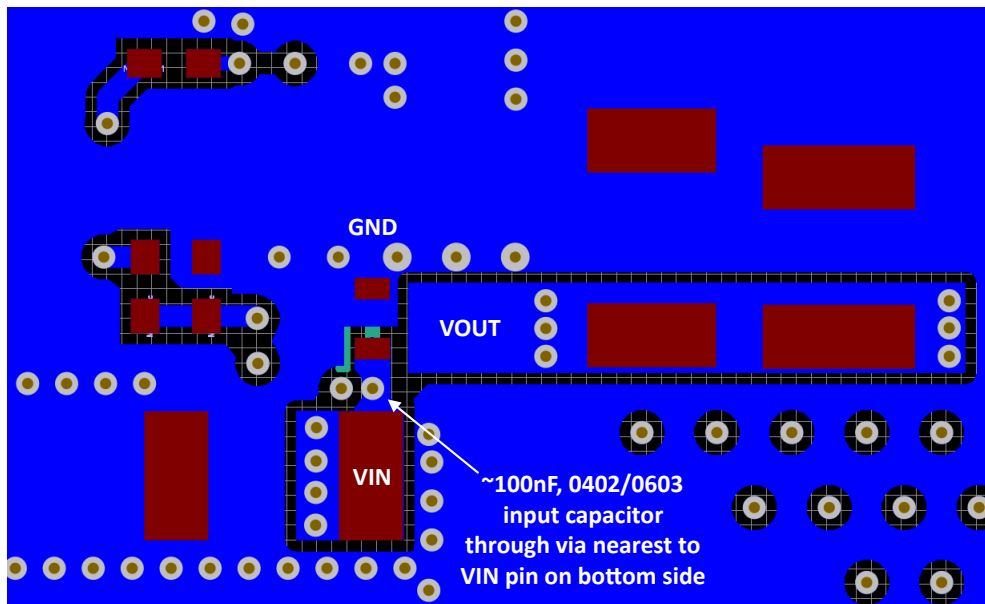 GND
VOUT
VIN
~100nF, 0402/0603
input capacitor
through via nearest to
VIN pin on bottom side